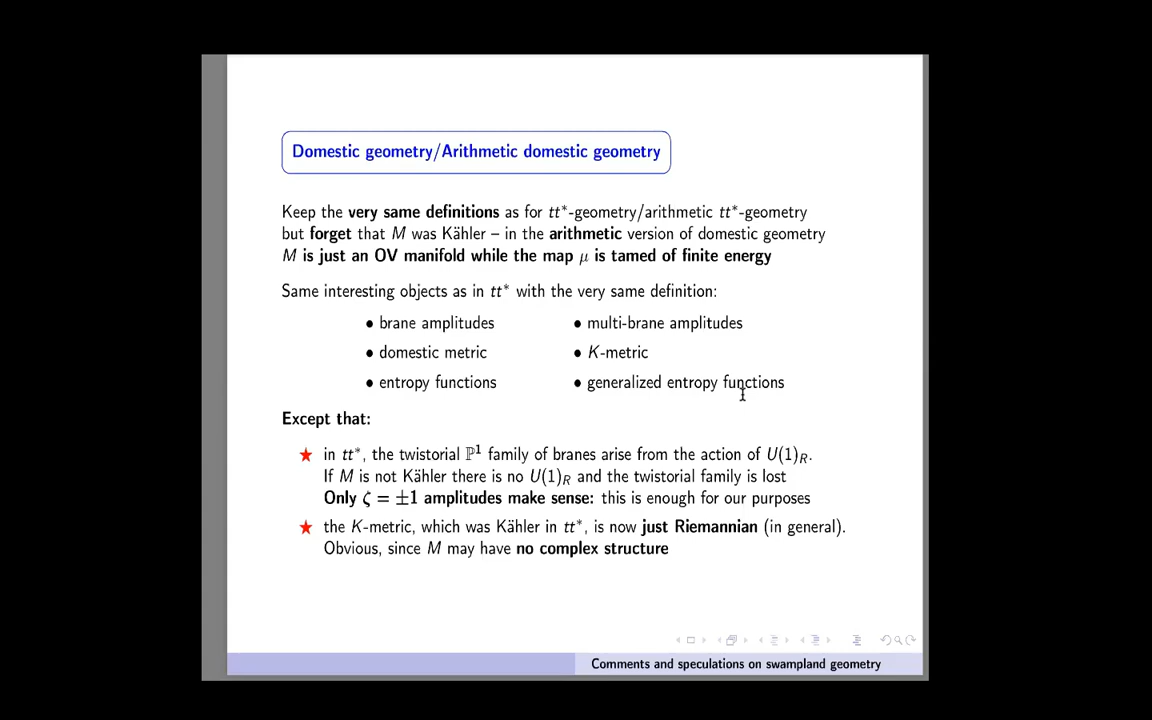 Domestic geometry/Arithmetic domestic geometry
Keep the very same definitions as for tt*-geometry/arithmetic tt*-geometry
but forget that M was Kähler – in the arithmetic version of domestic geometry
M is just an OV manifold while the map μ is tamed of finite energy
Same interesting objects as in tt* with the very same definition:
• brane amplitudes
• multi-brane amplitudes
• domestic metric
• K-metric
• entropy functions
• generalized entropy functions
Except that:
★ in tt*, the twistorial ℙ¹ family of branes arise from the action of U(1)_R.
If M is not Kähler there is no U(1)_R and the twistorial family is lost
Only ζ = ±1 amplitudes make sense: this is enough for our purposes
★ the K-metric, which was Kähler in tt*, is now just Riemannian (in general).
Obvious, since M may have no complex structure
Comments and speculations on swampland geometry